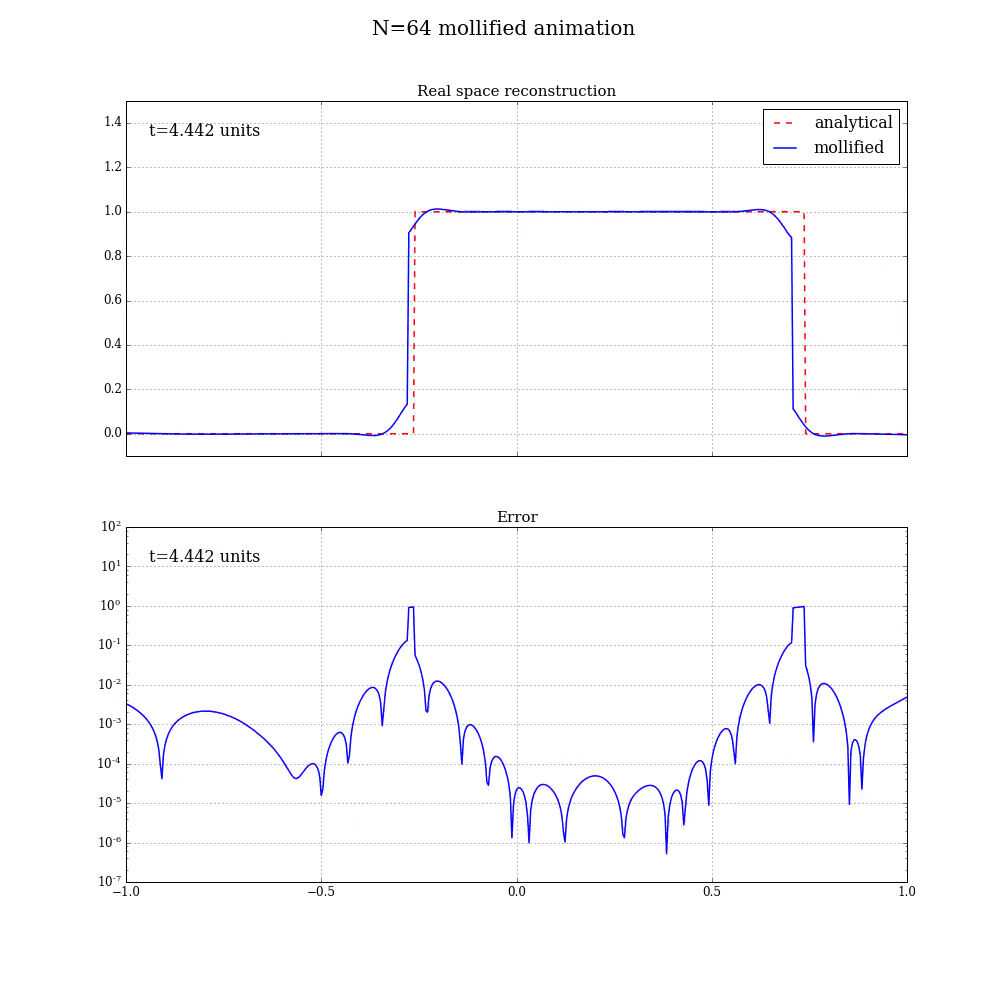 N=64 mollified animation
Real space reconstruction
t=4.442 units
analytical
mollified
1.4
1.2
1.0
0.8
0.6
0.4
0.2
0.0
Error
t=4.442 units
10²
10¹
10⁰
10⁻¹
10⁻²
10⁻³
10⁻⁴
10⁻⁵
10⁻⁶
10⁻⁷
−1.0 −0.5 0.0 0.5 1.0